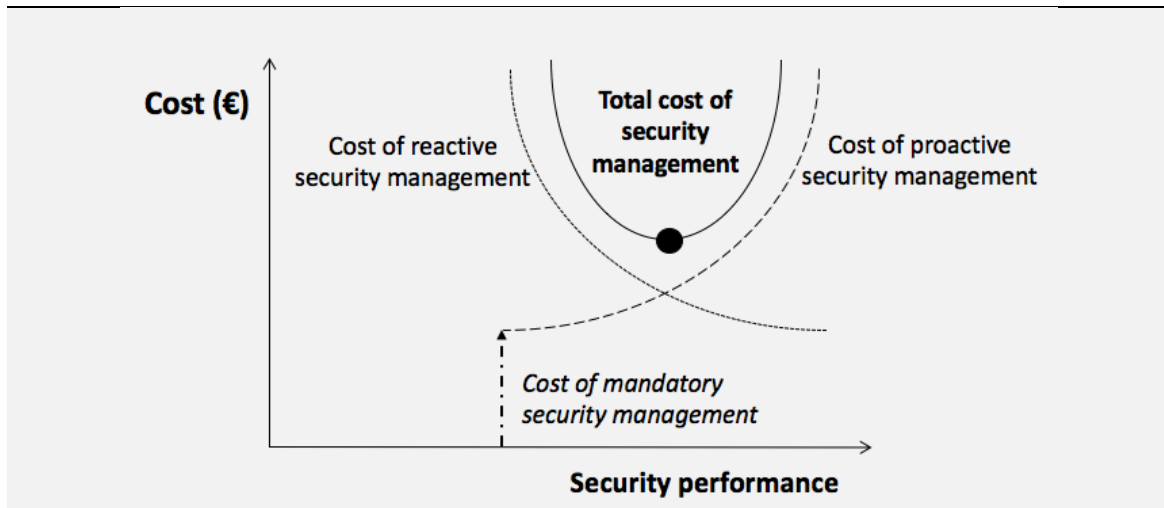 Cost (€)
Total cost of
security
management
Cost of reactive
security management
Cost of proactive
security management
Cost of mandatory
security management
Security performance